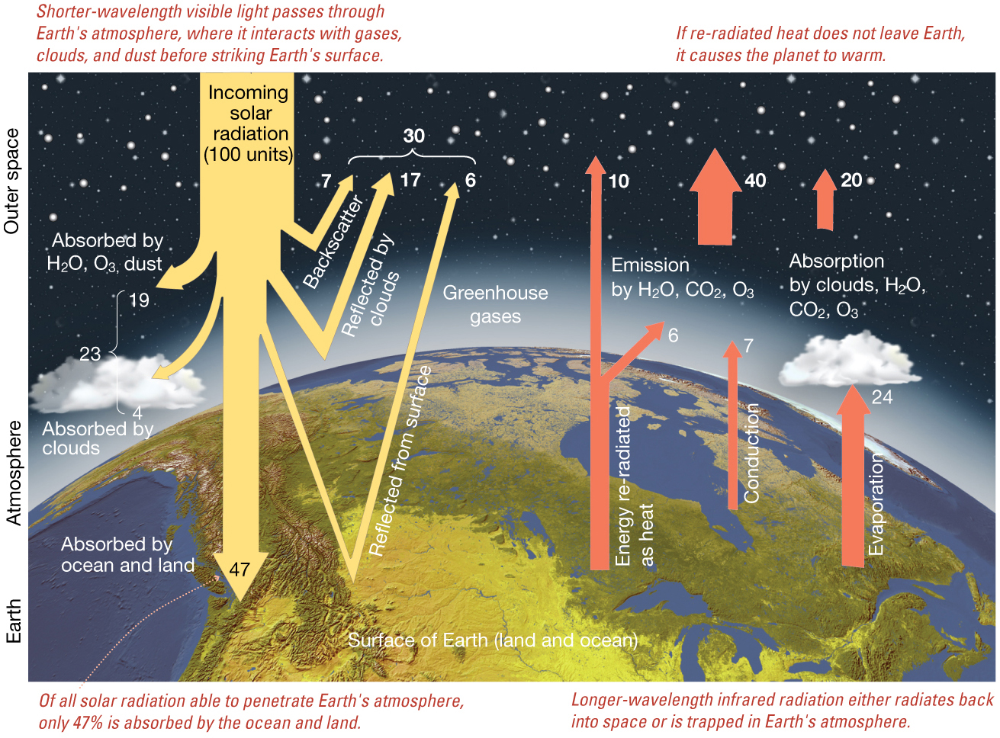 Shorter-wavelength visible light passes through
Earth's atmosphere, where it interacts with gases,
clouds, and dust before striking Earth's surface.
If re-radiated heat does not leave Earth,
it causes the planet to warm.
Outer space
Atmosphere
Earth
Incoming
solar
radiation
(100 units)
30
7
17
6
Backscatter
Reflected by
clouds
Reflected from surface
Absorbed by
H2O, O3, dust
19
23
4
Absorbed by
clouds
Absorbed by
ocean and land
47
Greenhouse
gases
10
40
20
Emission
by H2O, CO2, O3
Absorption
by clouds, H2O,
CO2, O3
6
7
24
Energy re-radiated
as heat
Conduction
Evaporation
Surface of Earth (land and ocean)
Of all solar radiation able to penetrate Earth's atmosphere,
only 47% is absorbed by the ocean and land.
Longer-wavelength infrared radiation either radiates back
into space or is trapped in Earth's atmosphere.